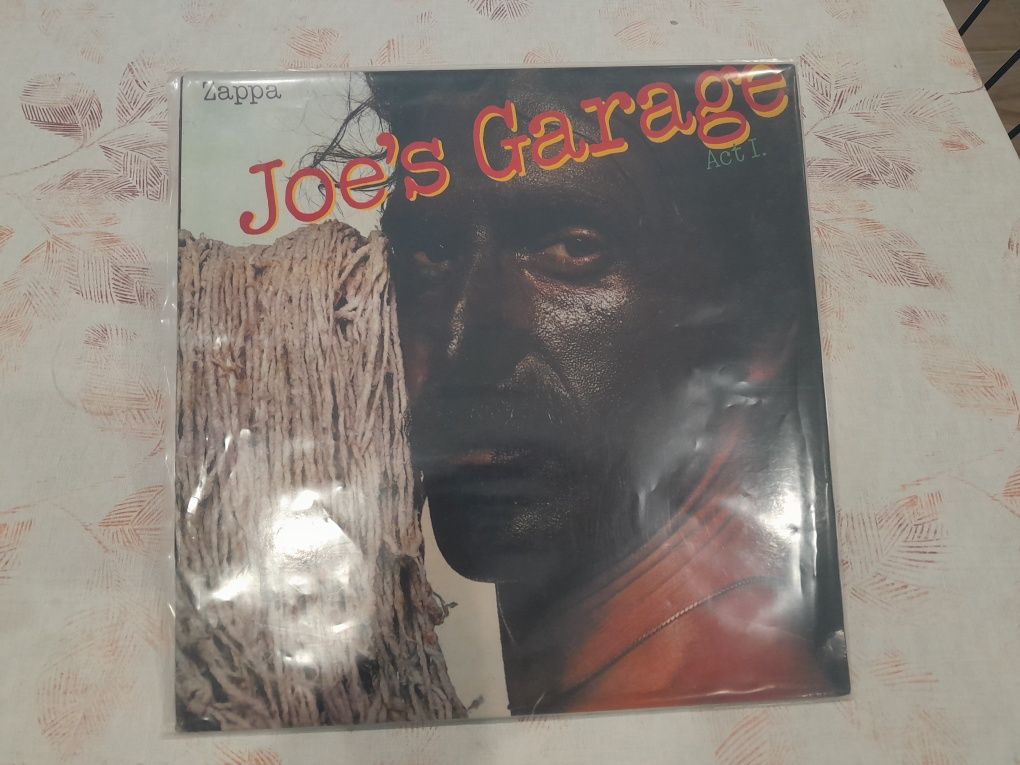 Zappa
Joe's Garage
Act I.